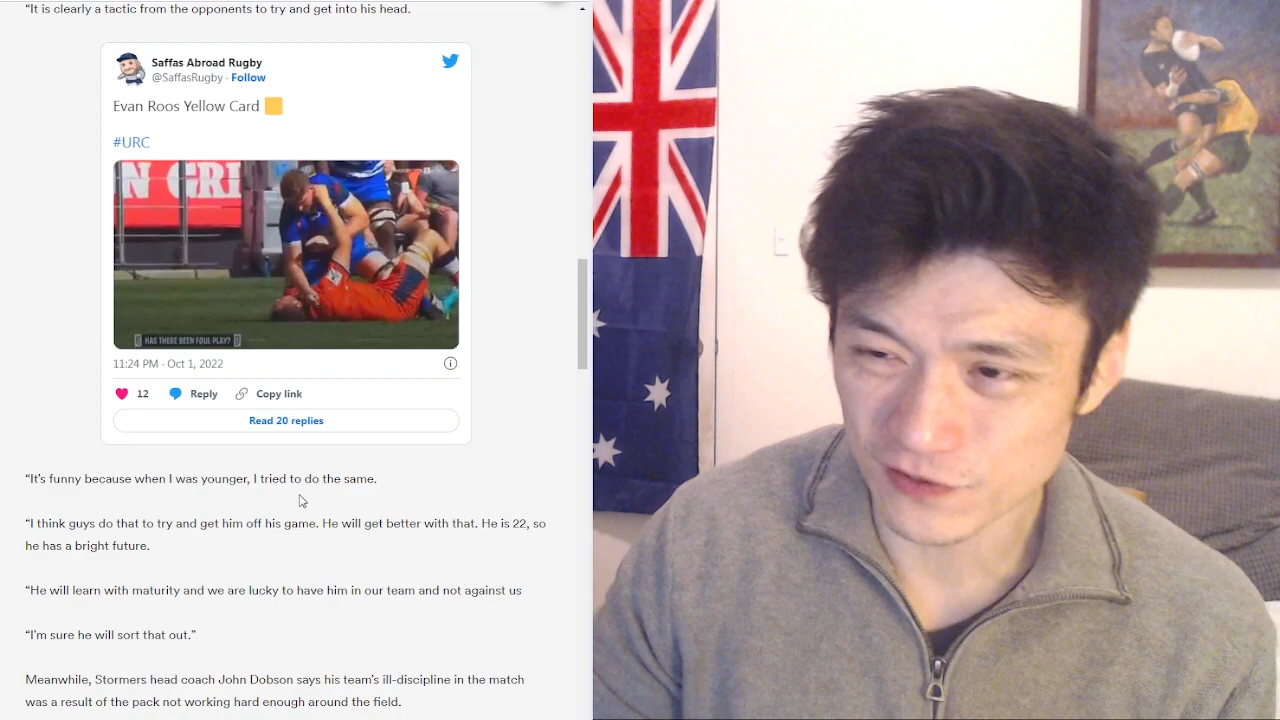 “It is clearly a tactic from the opponents to try and get into his head.
Saffas Abroad Rugby
@SaffasRugby · Follow
Evan Roos Yellow Card
#URC
N GRI
HAS THERE BEEN FOUL PLAY?
11:24 PM · Oct 1, 2022
12 Reply Copy link
Read 20 replies
“It’s funny because when I was younger, I tried to do the same.
“I think guys do that to try and get him off his game. He will get better with that. He is 22, so
he has a bright future.
“He will learn with maturity and we are lucky to have him in our team and not against us
“I’m sure he will sort that out.”
Meanwhile, Stormers head coach John Dobson says his team’s ill-discipline in the match
was a result of the pack not working hard enough around the field.